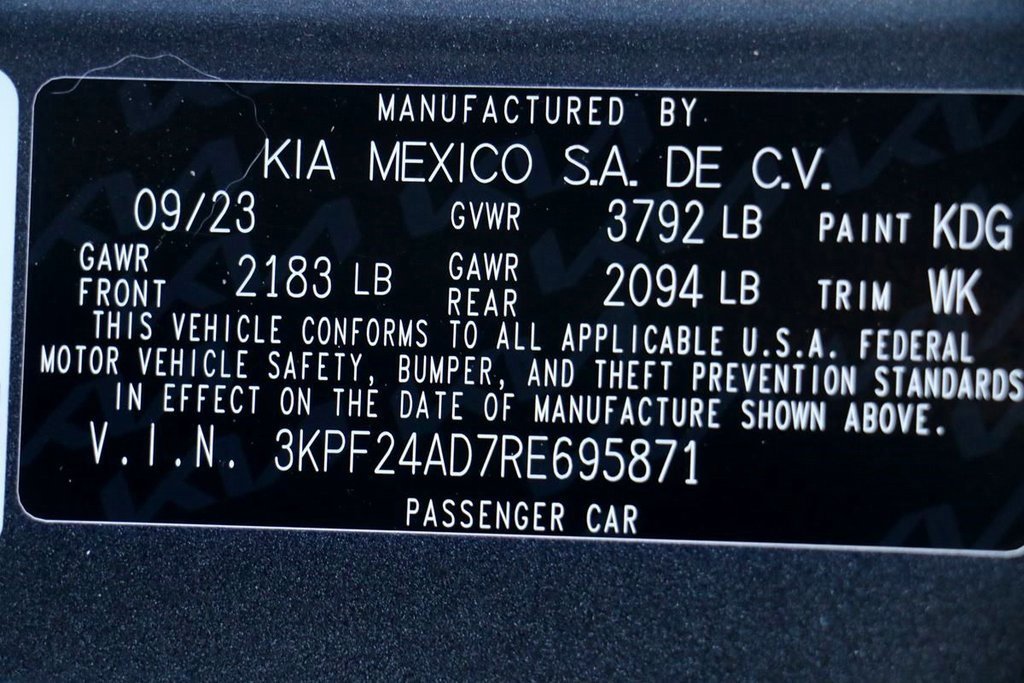 MANUFACTURED BY
KIA MEXICO S.A. DE C.V.
09/23 GVWR 3792 LB PAINT KDG
GAWR FRONT 2183 LB GAWR REAR 2094 LB TRIM WK
THIS VEHICLE CONFORMS TO ALL APPLICABLE U.S.A. FEDERAL
MOTOR VEHICLE SAFETY, BUMPER, AND THEFT PREVENTION STANDARDS
IN EFFECT ON THE DATE OF MANUFACTURE SHOWN ABOVE.
V.I.N. 3KPF24AD7RE695871
PASSENGER CAR